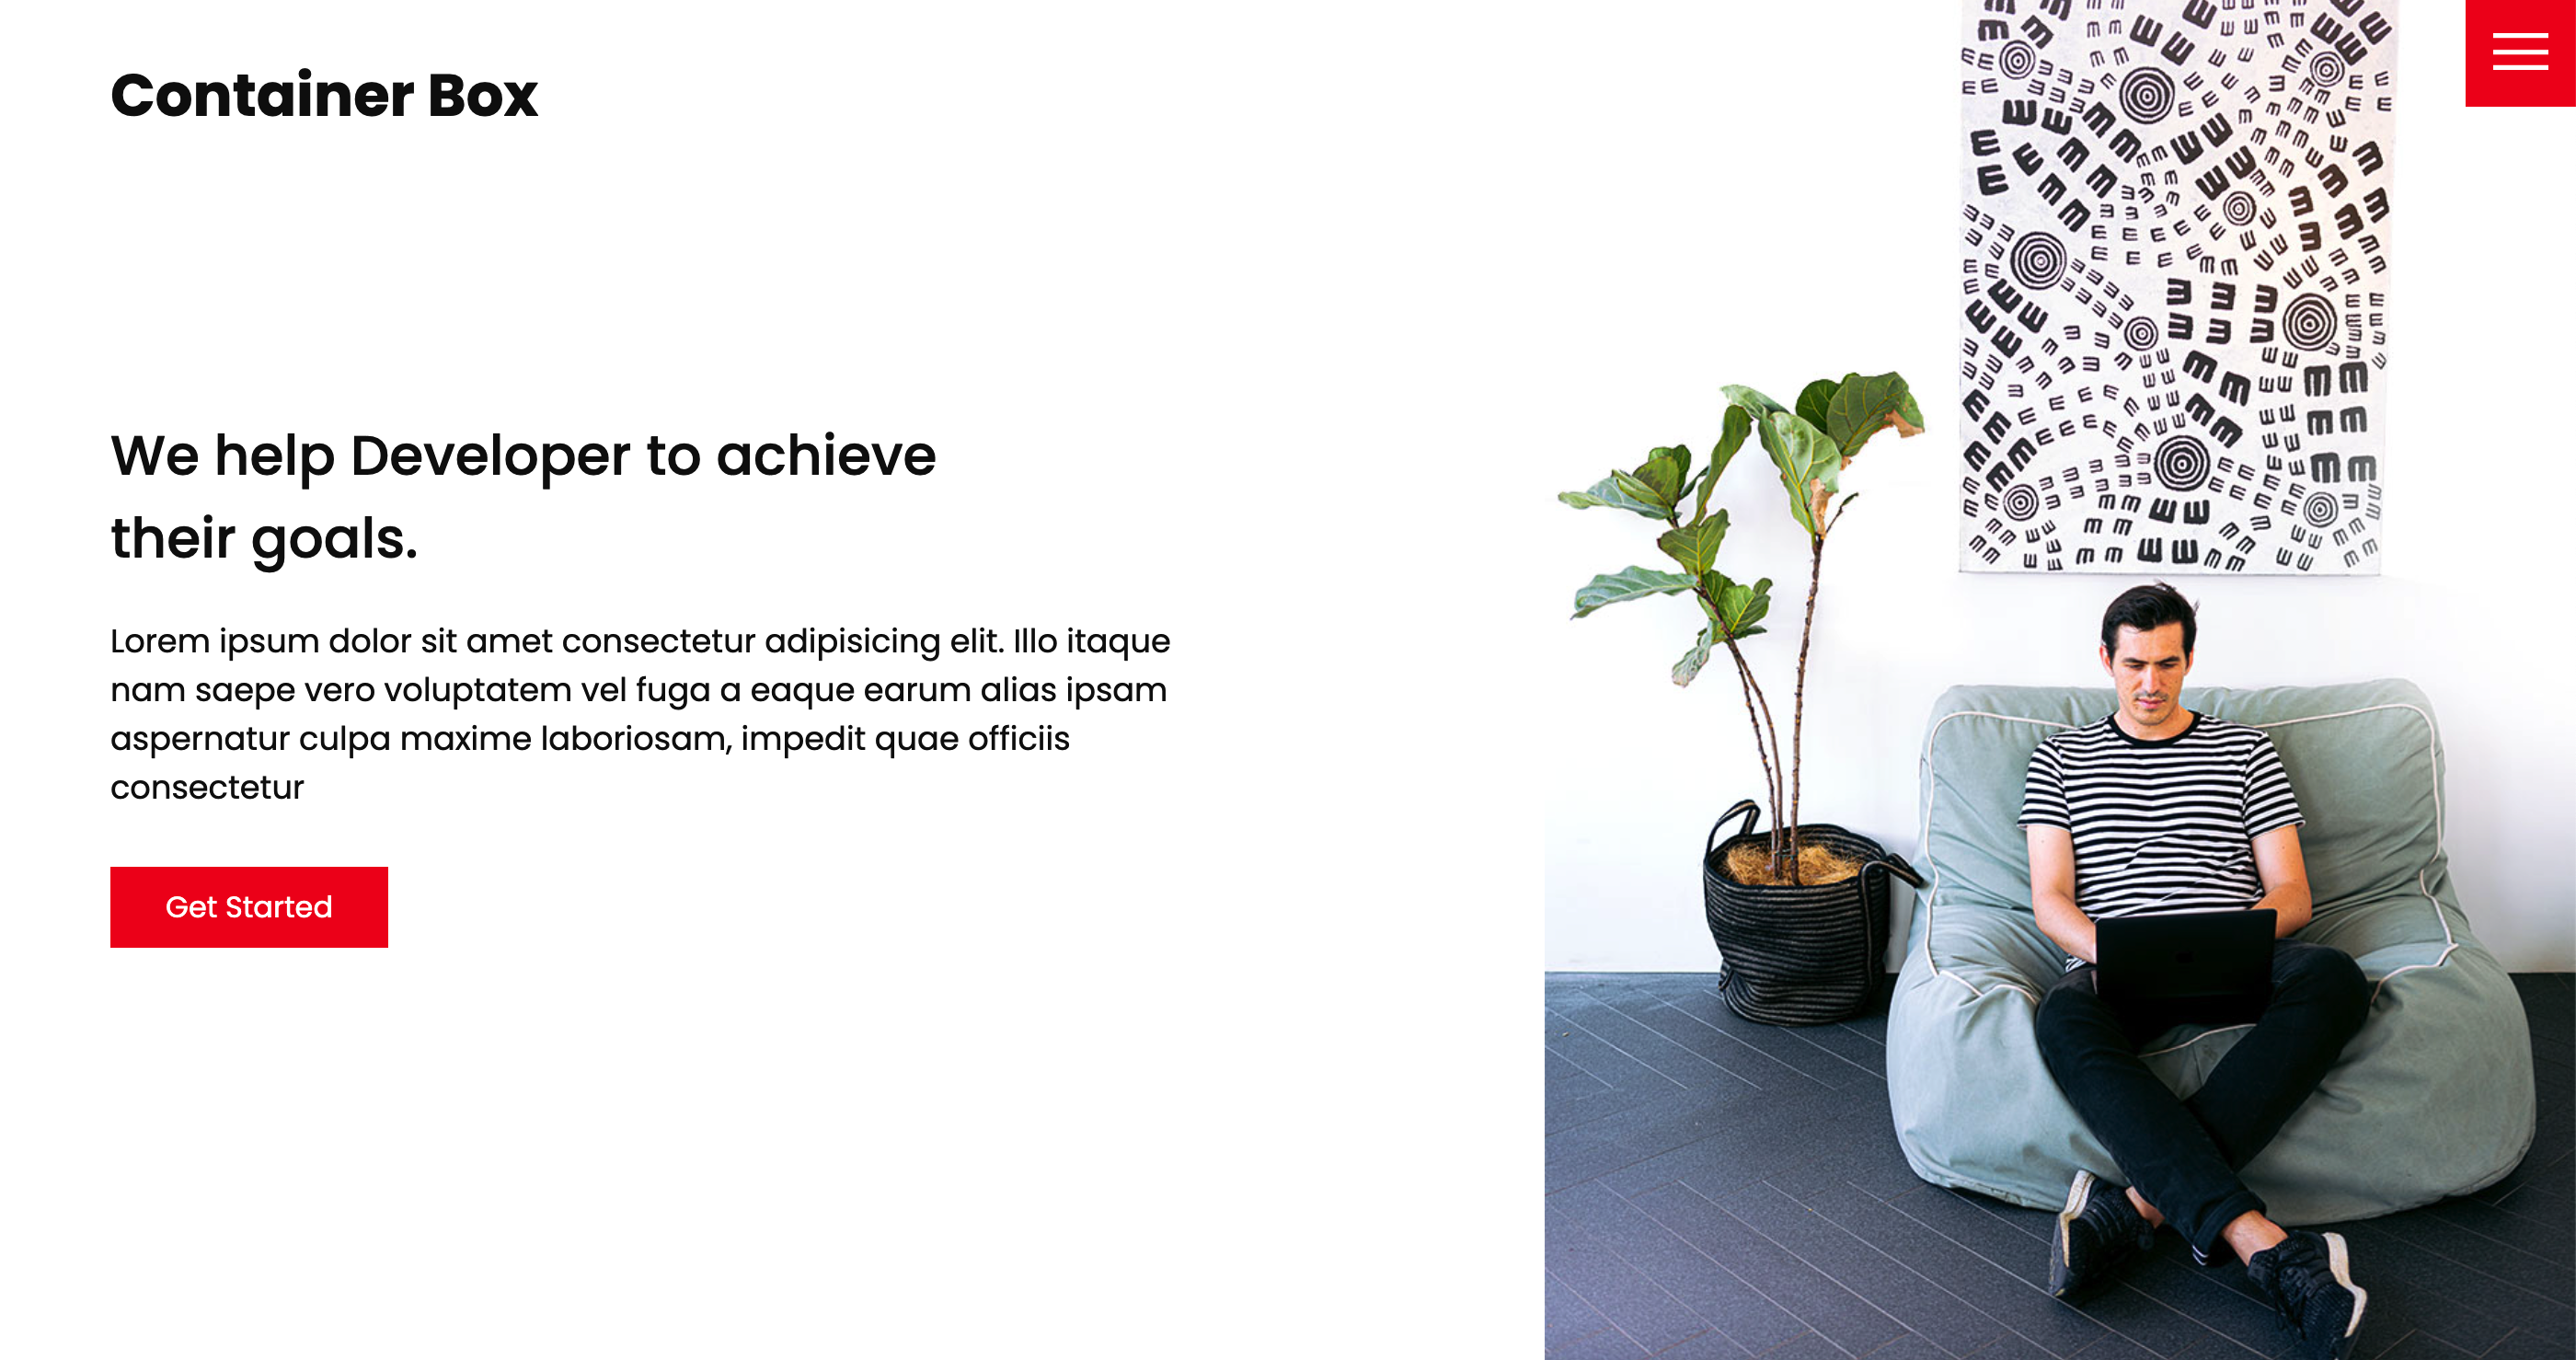 Container Box
We help Developer to achieve
their goals.
Lorem ipsum dolor sit amet consectetur adipisicing elit. Illo itaque
nam saepe vero voluptatem vel fuga a eaque earum alias ipsam
aspernatur culpa maxime laboriosam, impedit quae officiis
consectetur
Get Started